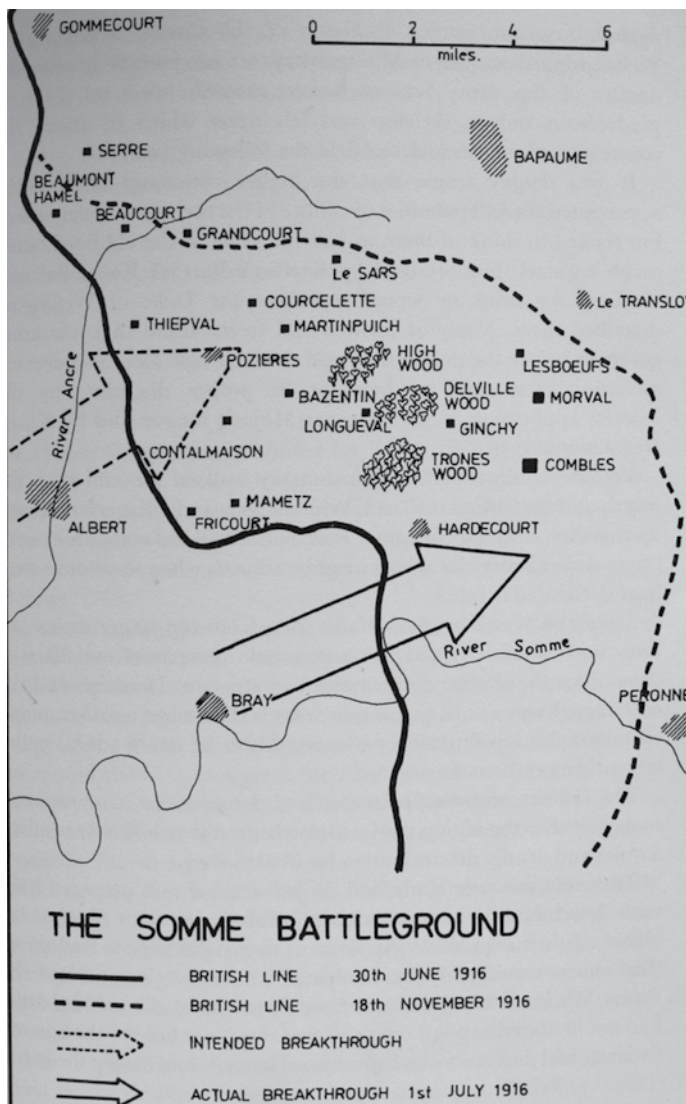 GOMMECOURT
0 2 4 6
miles.
SERRE
BAPAUME
BEAUMONT
HAMEL
BEAUCOURT
GRANDCOURT
Le SARS
Le TRANSLOY
COURCELETTE
THIEPVAL
MARTINPUICH
POZIERES
HIGH
WOOD
LESBOEUFS
River Ancre
BAZENTIN
DELVILLE
WOOD
MORVAL
LONGUEVAL
GINCHY
CONTALMAISON
TRONES
WOOD
COMBLES
ALBERT
MAMETZ
FRICOURT
HARDECOURT
River Somme
BRAY
PERONNE
THE SOMME BATTLEGROUND
BRITISH LINE 30th JUNE 1916
BRITISH LINE 18th NOVEMBER 1916
INTENDED BREAKTHROUGH
ACTUAL BREAKTHROUGH 1st JULY 1916